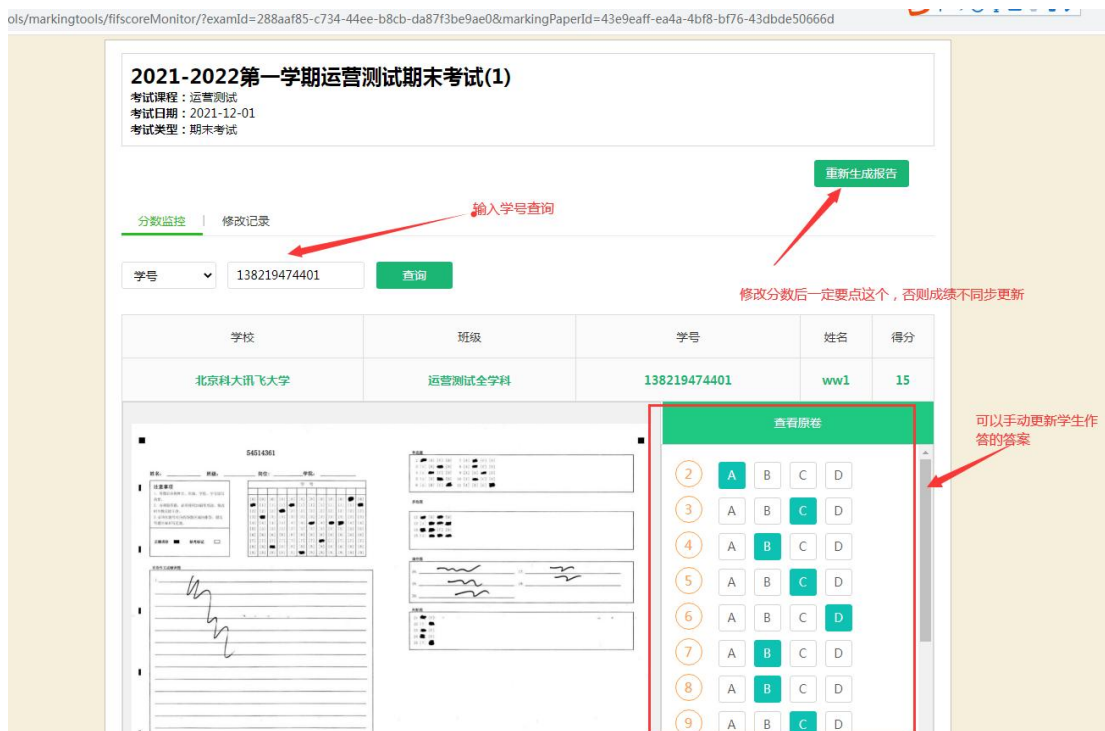 ols/markingtools/fifscoreMonitor/?examId=288aaf85-c734-44ee-b8cb-da87f3be9ae0&markingPaperId=43e9eaff-ea4a-4bf8-bf76-43dbde50666d
2021-2022第一学期运营测试期末考试(1)
考试课程：运营测试
考试日期：2021-12-01
考试类型：期末考试
重新生成报告
输入学号查询
分数监控 | 修改记录
学号 138219474401 查询
修改分数后一定要点这个，否则成绩不同步更新
学校 班级 学号 姓名 得分
北京科大讯飞大学 运营测试全学科 138219474401 ww1 15
查看原卷
可以手动更新学生作
答的答案
54514361
注意事项
2 A B C D
3 A B C D
4 A B C D
5 A B C D
6 A B C D
7 A B C D
8 A B C D
9 A B C D